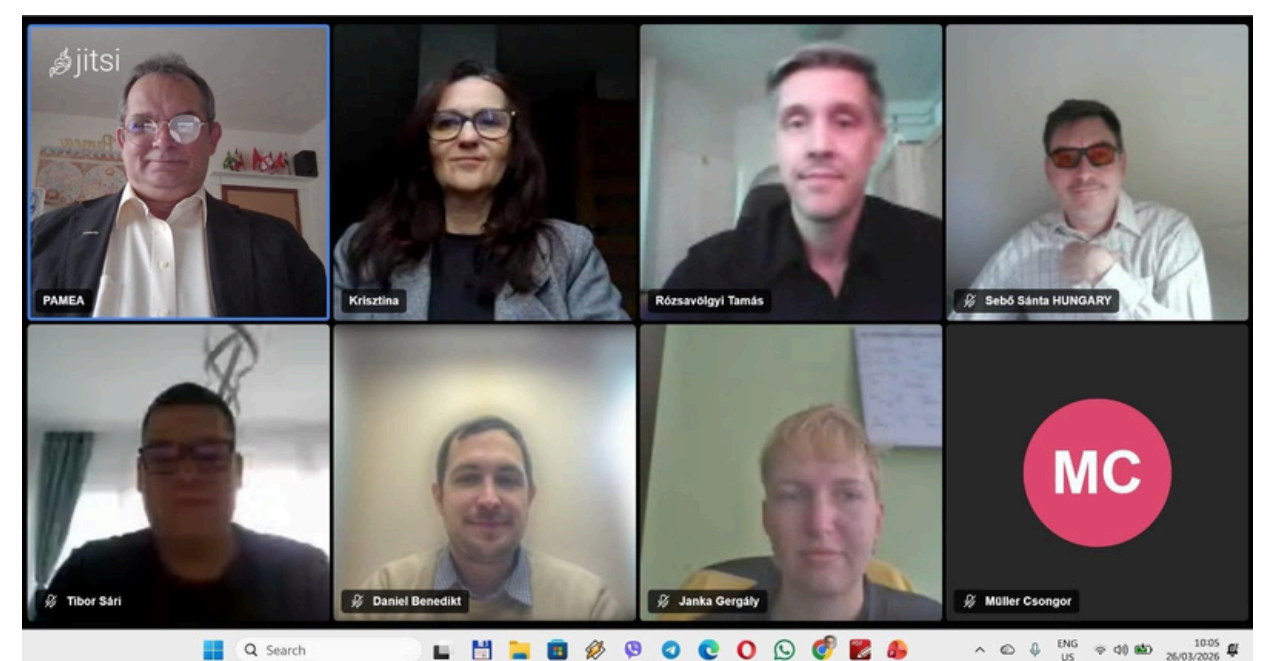 jitsi
PAMEA
Krisztina
Rózsavölgyi Tamás
Sebő Sánta HUNGARY
Tibor Sári
Daniel Benedikt
Janka Gergály
MC
Müller Csongor
Search
ENG
US
10:05
26/03/2026